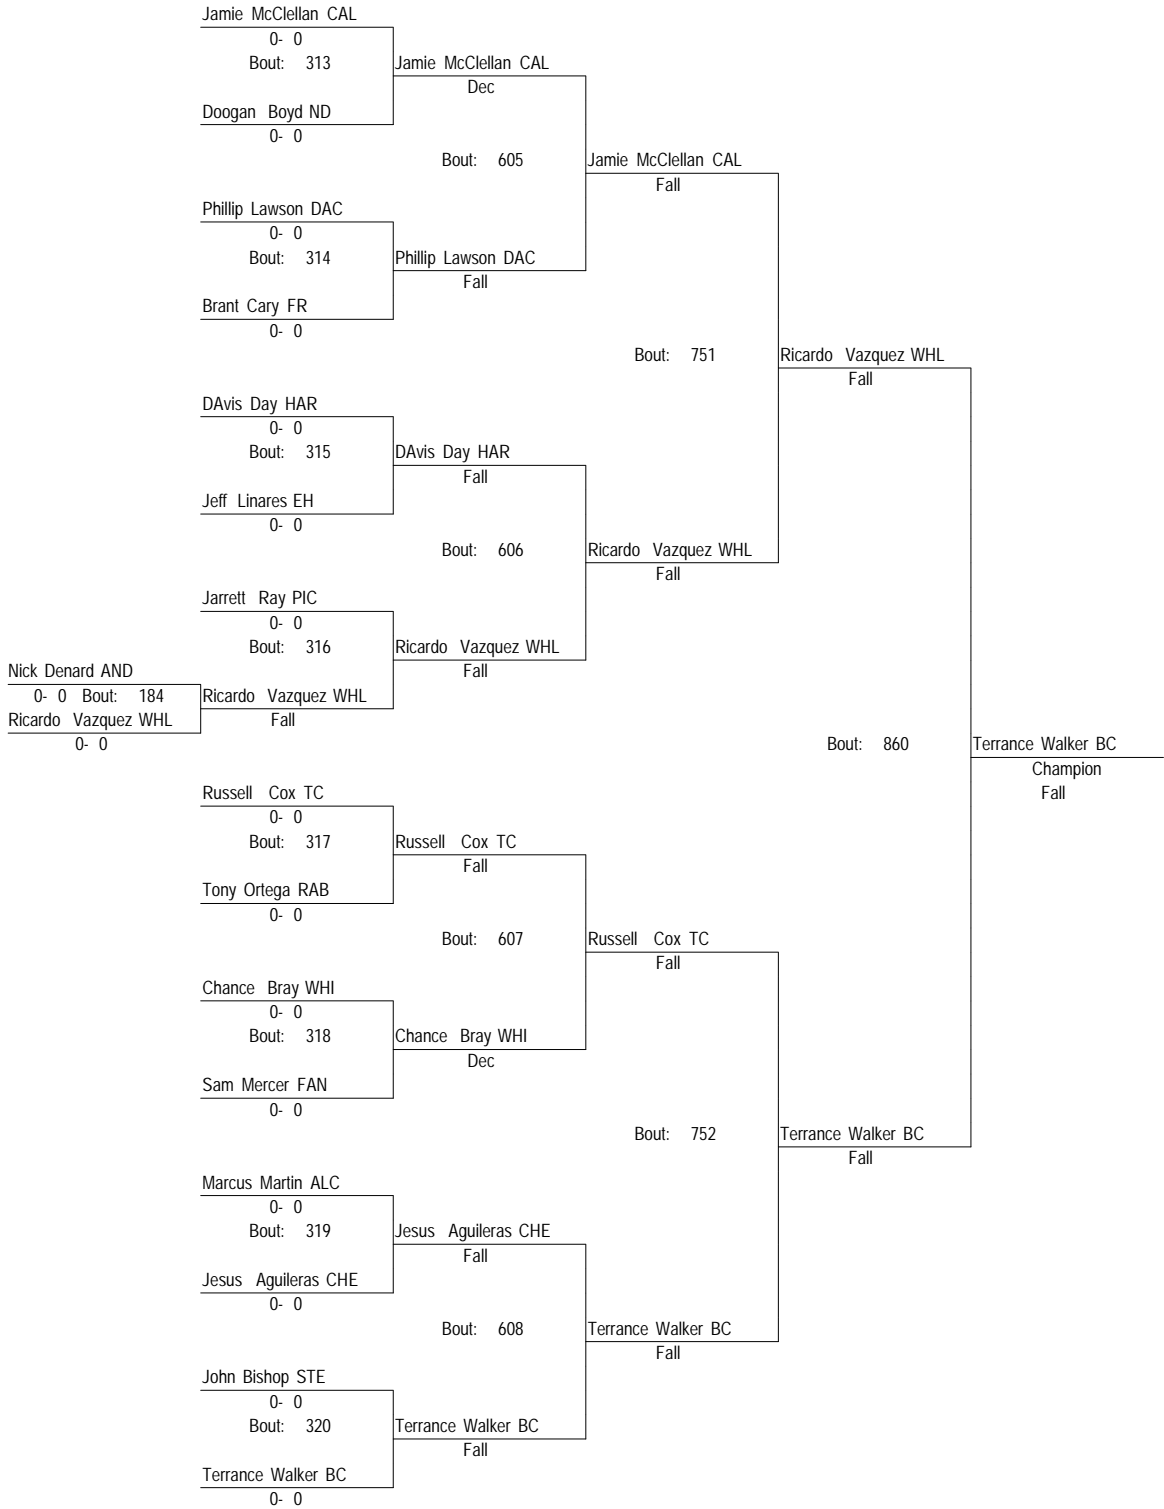 Jamie McClellan CAL
0- 0
Bout: 313
Jamie McClellan CAL
Dec
Doogan Boyd ND
0- 0
Bout: 605
Jamie McClellan CAL
Fall
Phillip Lawson DAC
0- 0
Bout: 314
Phillip Lawson DAC
Fall
Brant Cary FR
0- 0
Bout: 751
Ricardo Vazquez WHL
Fall
DAvis Day HAR
0- 0
Bout: 315
DAvis Day HAR
Fall
Jeff Linares EH
0- 0
Bout: 606
Ricardo Vazquez WHL
Fall
Jarrett Ray PIC
0- 0
Bout: 316
Ricardo Vazquez WHL
Fall
Nick Denard AND
0- 0 Bout: 184
Ricardo Vazquez WHL
Fall
Ricardo Vazquez WHL
0- 0
Bout: 860
Terrance Walker BC
Champion
Fall
Russell Cox TC
0- 0
Bout: 317
Russell Cox TC
Fall
Tony Ortega RAB
0- 0
Bout: 607
Russell Cox TC
Fall
Chance Bray WHI
0- 0
Bout: 318
Chance Bray WHI
Dec
Sam Mercer FAN
0- 0
Bout: 752
Terrance Walker BC
Fall
Marcus Martin ALC
0- 0
Bout: 319
Jesus Aguileras CHE
Fall
Jesus Aguileras CHE
0- 0
Bout: 608
Terrance Walker BC
Fall
John Bishop STE
0- 0
Bout: 320
Terrance Walker BC
Fall
Terrance Walker BC
0- 0